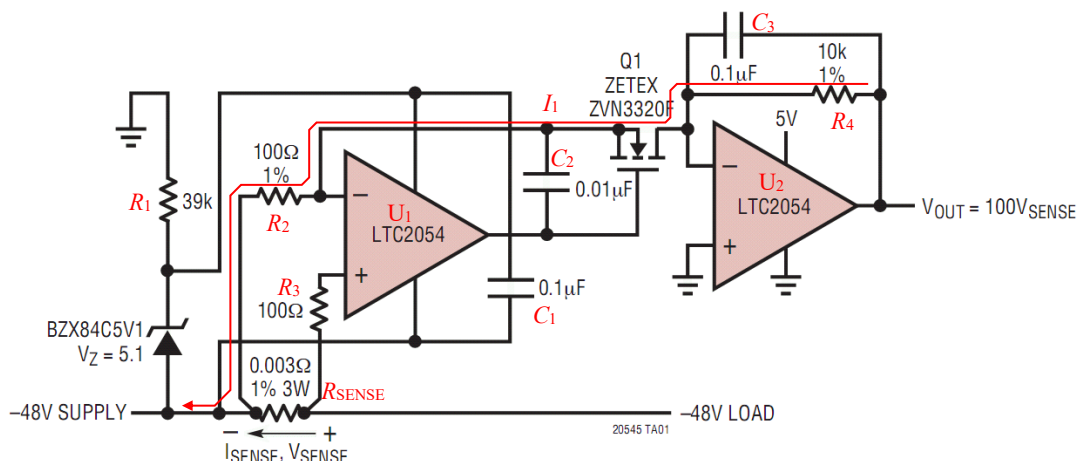 C3
0.1µF
10k
1%
R4
Q1
ZETEX
ZVN3320F
I1
5V
100Ω
1%
R2
C2
0.01µF
R1
39k
U1
LTC2054
U2
LTC2054
VOUT = 100VSENSE
R3
100Ω
0.1µF
C1
BZX84C5V1
VZ = 5.1
0.003Ω
1% 3W
RSENSE
–48V SUPPLY
–48V LOAD
20545 TA01
– +
ISENSE, VSENSE